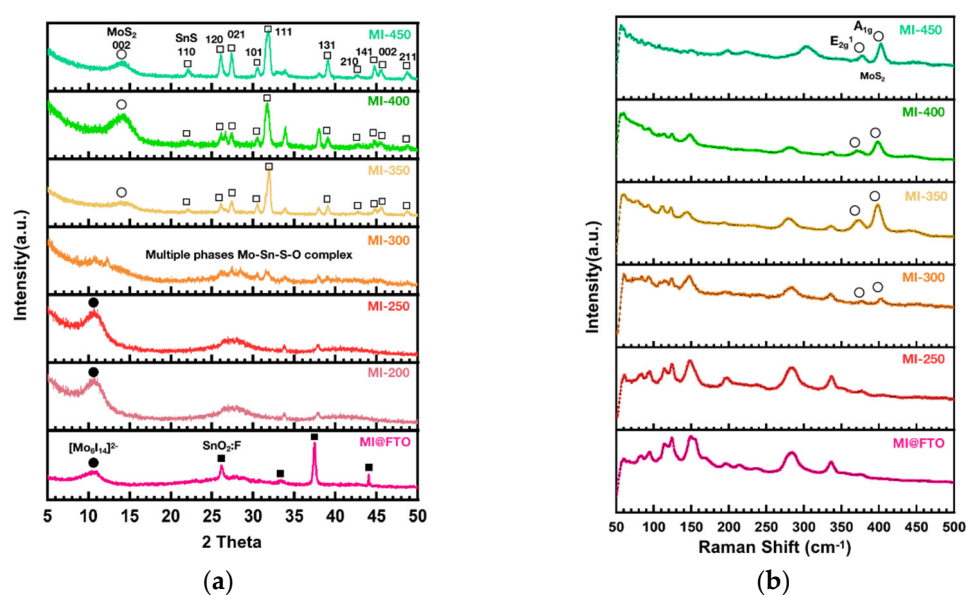 MoS2
002
SnS
110
120
021
101
111
131
210
141
002
211
MI-450
MI-400
MI-350
MI-300
Multiple phases Mo-Sn-S-O complex
MI-250
MI-200
[Mo6I14]2-
SnO2:F
MI@FTO
Intensity(a.u.)
5 10 15 20 25 30 35 40 45 50
2 Theta
(a)
A1g
E2g1
MoS2
MI-450
MI-400
MI-350
MI-300
MI-250
MI@FTO
Intensity(a.u.)
50 100 150 200 250 300 350 400 450 500
Raman Shift (cm-1)
(b)